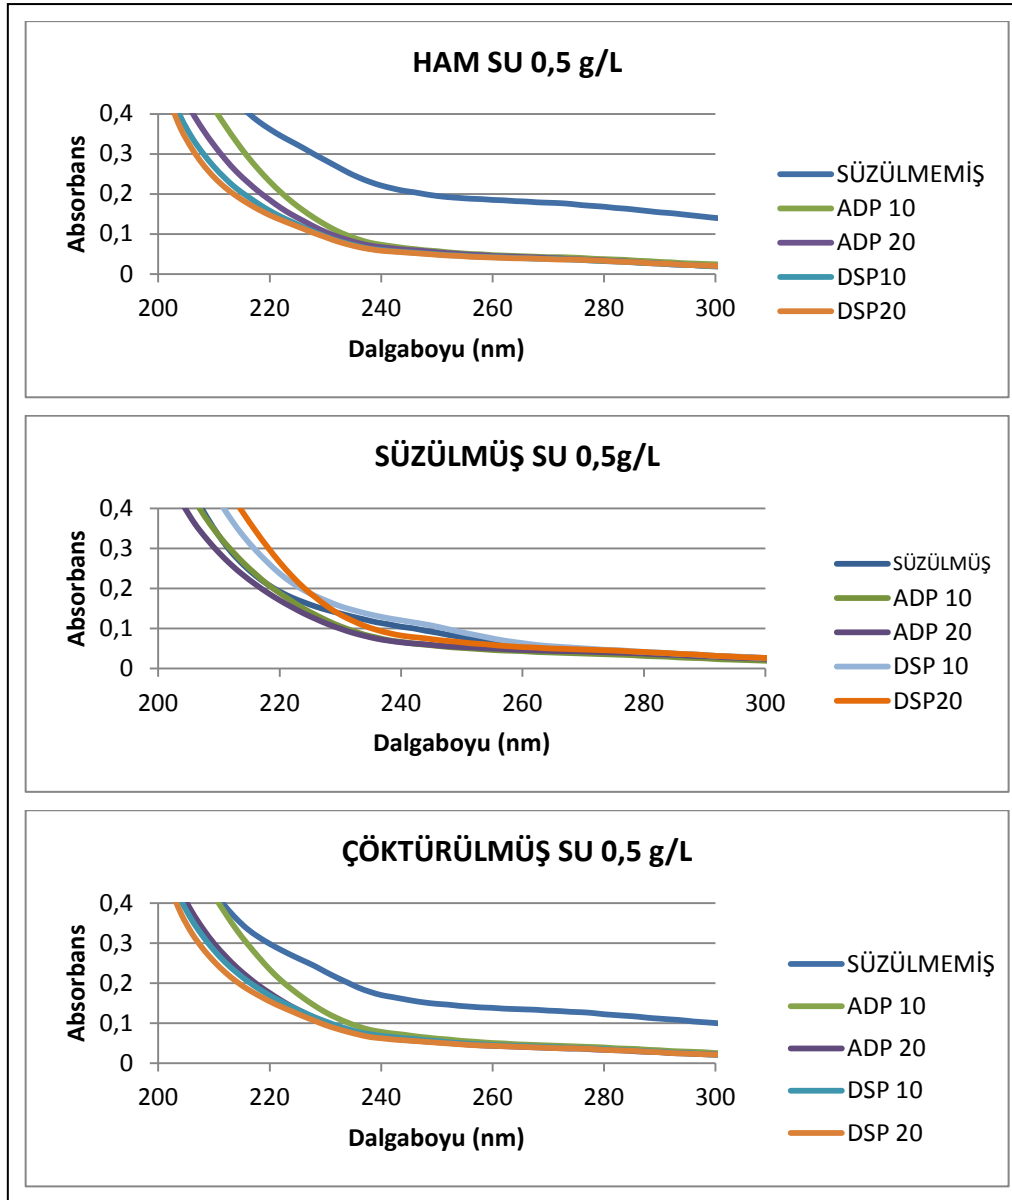 HAM SU 0,5 g/L
0,4
0,3
0,2
0,1
0
Absorbans
200 220 240 260 280 300
Dalgaboyu (nm)
SÜZÜLMEMİŞ
ADP 10
ADP 20
DSP10
DSP20
SÜZÜLMÜŞ SU 0,5g/L
0,4
0,3
0,2
0,1
0
Absorbans
200 220 240 260 280 300
Dalgaboyu (nm)
SÜZÜLMÜŞ
ADP 10
ADP 20
DSP 10
DSP20
ÇÖKTÜRÜLMÜŞ SU 0,5 g/L
0,4
0,3
0,2
0,1
0
Absorbans
200 220 240 260 280 300
Dalgaboyu (nm)
SÜZÜLMEMİŞ
ADP 10
ADP 20
DSP 10
DSP 20